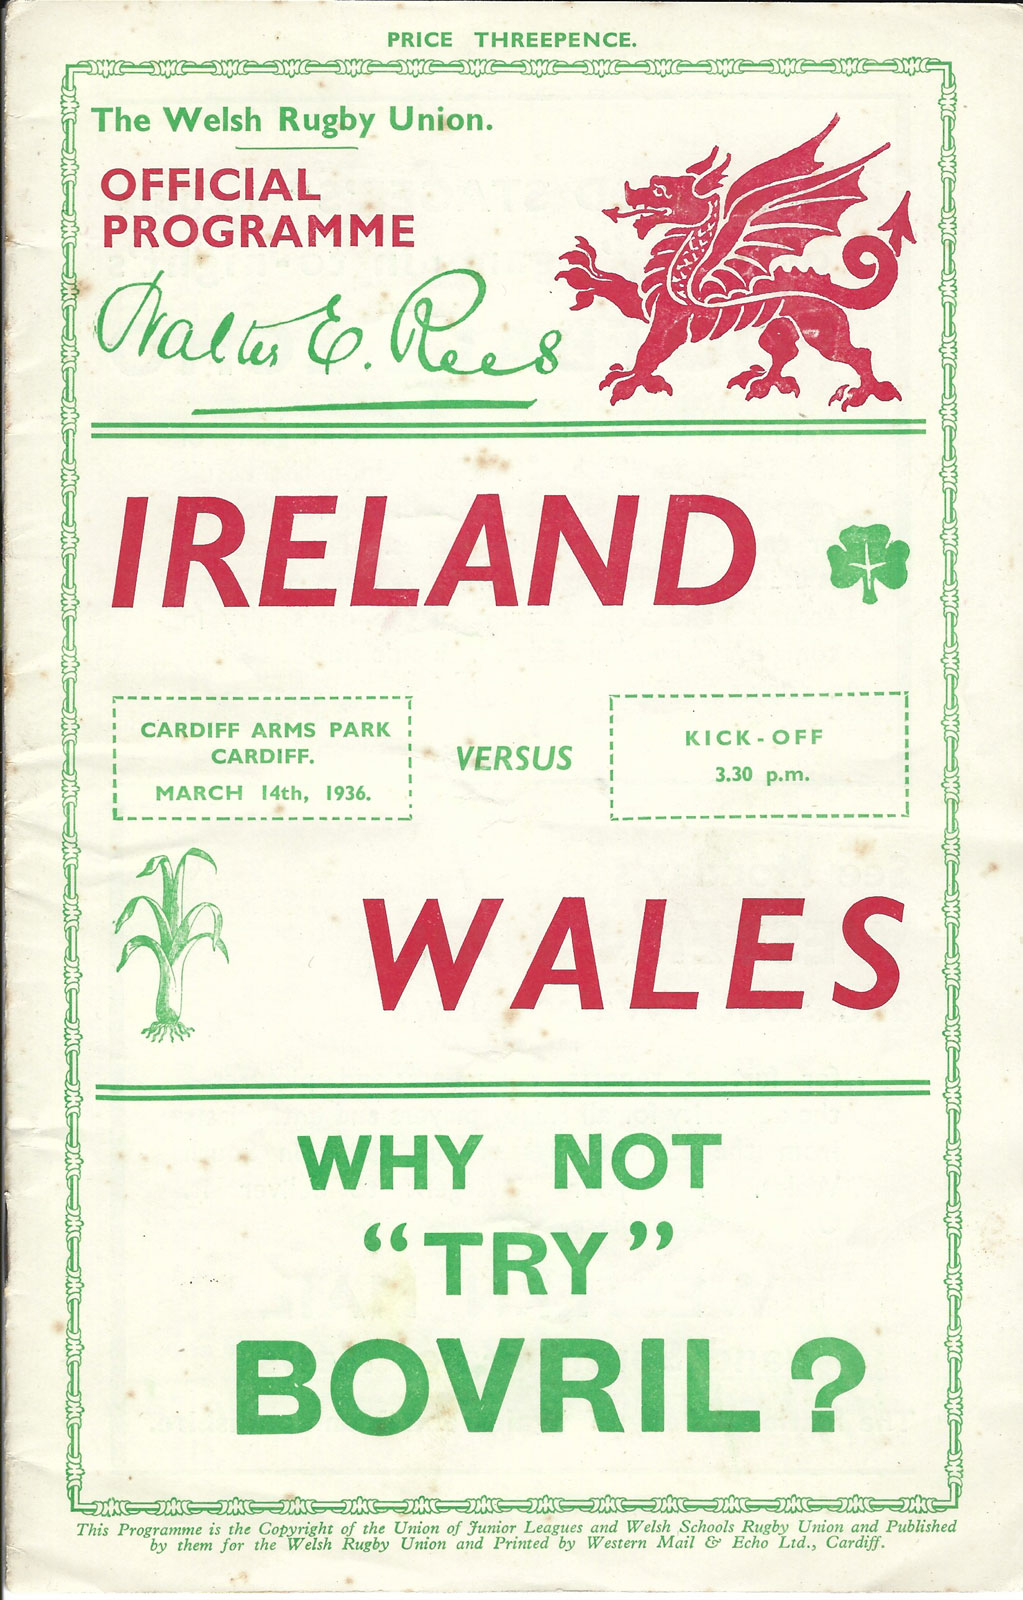 PRICE THREEPENCE.
The Welsh Rugby Union.
OFFICIAL
PROGRAMME
Walter E. Rees
IRELAND
CARDIFF ARMS PARK
CARDIFF.
MARCH 14th, 1936.
VERSUS
KICK-OFF
3.30 p.m.
WALES
WHY NOT
“TRY”
BOVRIL?
This Programme is the Copyright of the Union of Junior Leagues and Welsh Schools Rugby Union and Published
by them for the Welsh Rugby Union and Printed by Western Mail & Echo Ltd., Cardiff.